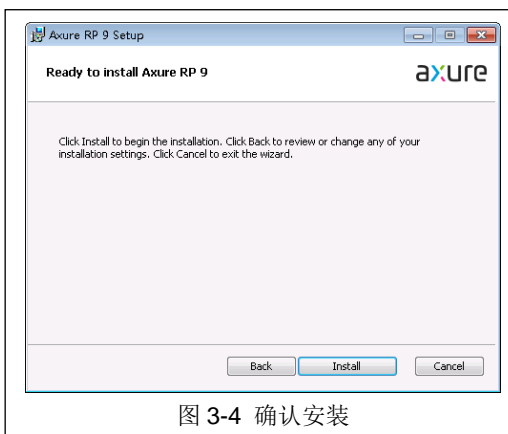 Axure RP 9 Setup
Ready to install Axure RP 9
axure
Click Install to begin the installation. Click Back to review or change any of your
installation settings. Click Cancel to exit the wizard.
Back
Install
Cancel
图 3-4 确认安装